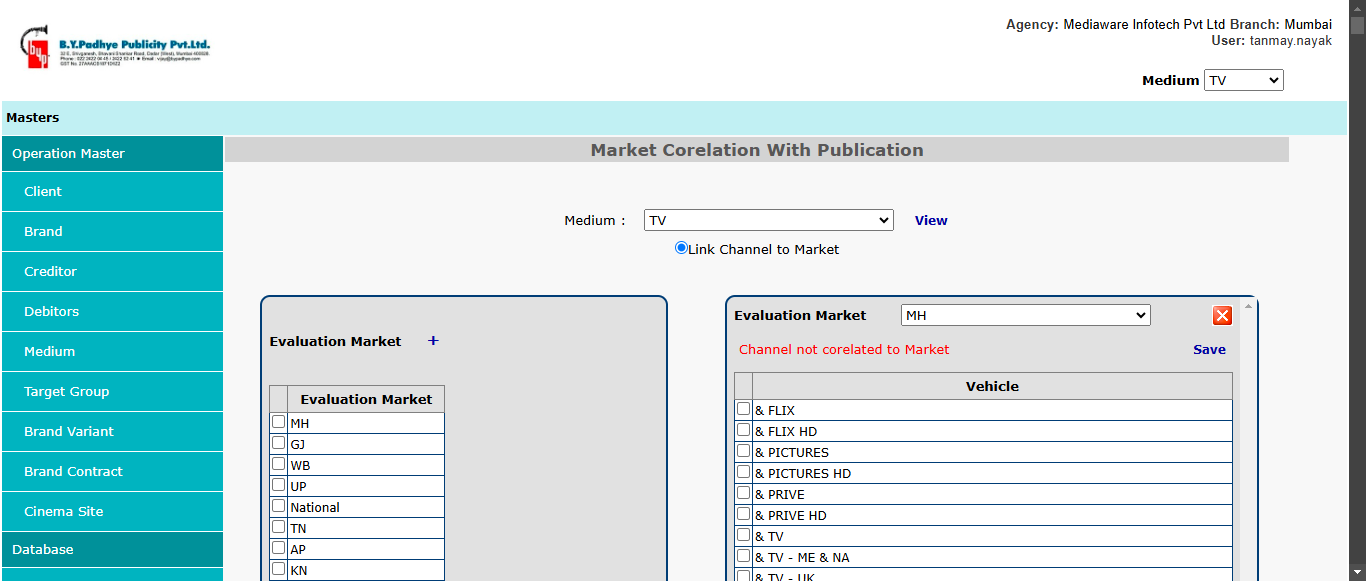 Agency: Mediaware Infotech Pvt Ltd Branch: Mumbai
User: tanmay.nayak
B.Y.Padhye Publicity Pvt.Ltd.
Medium TV
Masters
Operation Master
Client
Brand
Creditor
Debitors
Medium
Target Group
Brand Variant
Brand Contract
Cinema Site
Database
Market Corelation With Publication
Medium : TV View
Link Channel to Market
Evaluation Market +
Evaluation Market
MH
GJ
WB
UP
National
TN
AP
KN
Evaluation Market MH
Channel not corelated to Market Save
Vehicle
& FLIX
& FLIX HD
& PICTURES
& PICTURES HD
& PRIVE
& PRIVE HD
& TV
& TV - ME & NA
& TV - UK